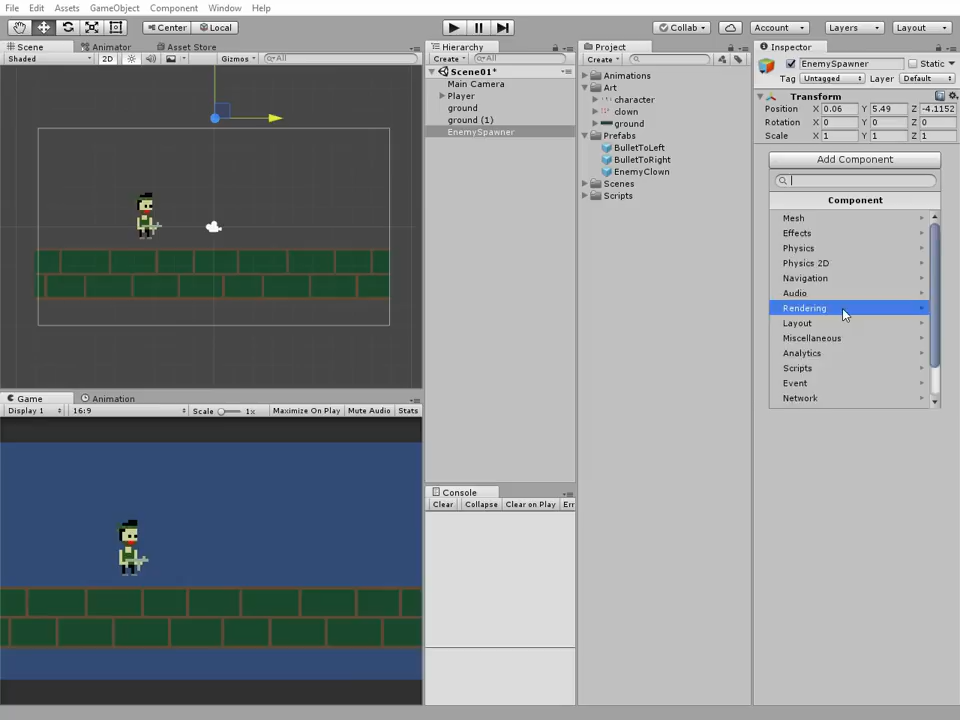 File Edit Assets GameObject Component Window Help
Center Local Collab Account Layers Layout
Scene Animator Asset Store
Shaded 2D Gizmos All
Hierarchy
Create All
Scene01*
Main Camera
Player
ground
ground (1)
EnemySpawner
Project
Create
Animations
Art
character
clown
ground
Prefabs
BulletToLeft
BulletToRight
EnemyClown
Scenes
Scripts
Inspector
EnemySpawner Static
Tag Untagged Layer Default
Transform
Position X 0.06 Y 5.49 Z -4.1152
Rotation X 0 Y 0 Z 0
Scale X 1 Y 1 Z 1
Add Component
Component
Mesh
Effects
Physics
Physics 2D
Navigation
Audio
Rendering
Layout
Miscellaneous
Analytics
Scripts
Event
Network
Game Animation
Display 1 16:9 Scale 1x Maximize On Play Mute Audio Stats
Console
Clear Collapse Clear on Play Err